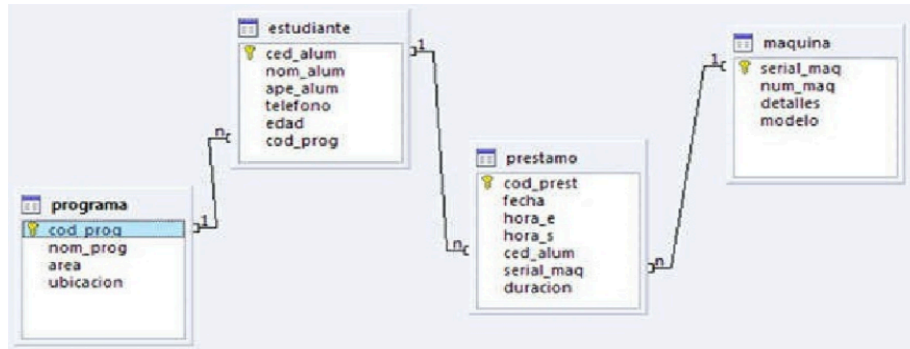 estudiante
ced_alum
nom_alum
ape_alum
telefono
edad
cod_prog
1
n
programa
cod_prog
nom_prog
area
ubicacion
1
prestamo
cod_prest
fecha
hora_e
hora_s
ced_alum
serial_maq
duracion
n
n
maquina
serial_maq
num_maq
detalles
modelo
1